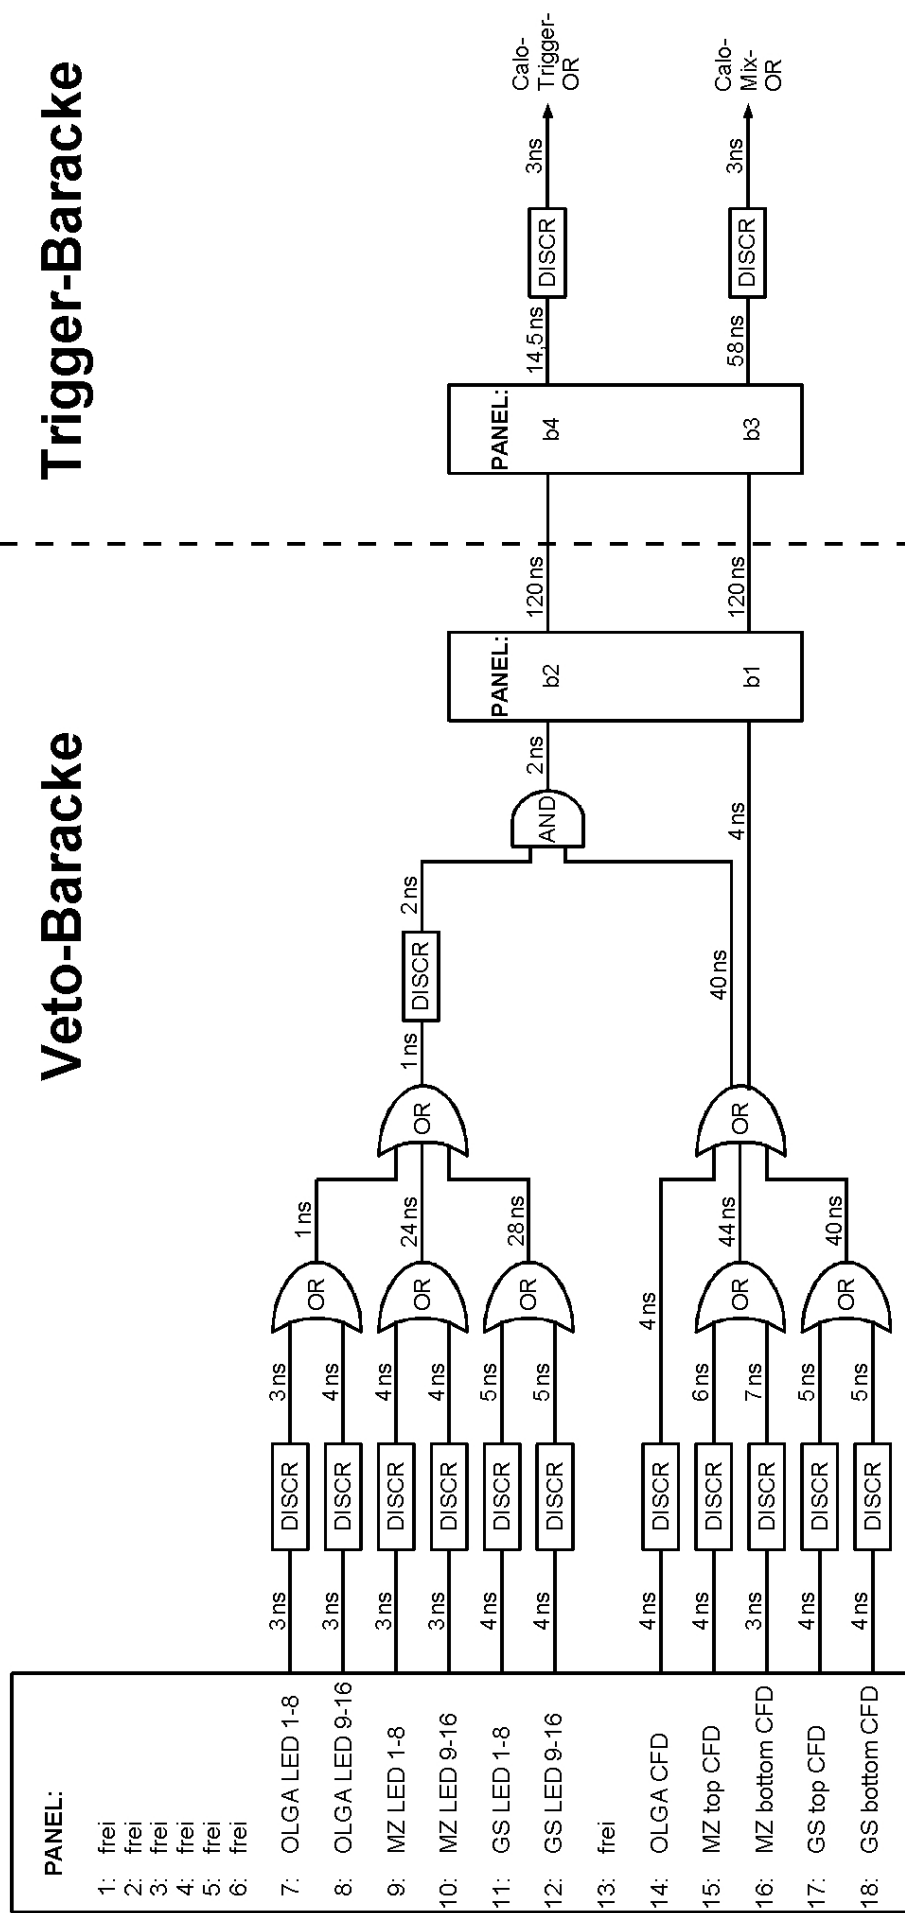 Veto-Baracke
Trigger-Baracke
PANEL:
1: frei
2: frei
3: frei
4: frei
5: frei
6: frei
7: OLGA LED 1-8
8: OLGA LED 9-16
9: MZ LED 1-8
10: MZ LED 9-16
11: GS LED 1-8
12: GS LED 9-16
13: frei
14: OLGA CFD
15: MZ top CFD
16: MZ bottom CFD
17: GS top CFD
18: GS bottom CFD
3ns
3ns
3ns
3ns
4ns
4ns
4ns
4ns
3ns
4ns
4ns
DISCR
DISCR
DISCR
DISCR
DISCR
DISCR
DISCR
DISCR
DISCR
DISCR
DISCR
3ns
4ns
4ns
4ns
5ns
5ns
4ns
6ns
7ns
5ns
5ns
OR
OR
OR
OR
OR
1ns
24ns
28ns
44ns
40ns
OR
OR
1ns
DISCR
2ns
40ns
4ns
AND
2ns
PANEL:
b2
b1
120ns
120ns
PANEL:
b4
b3
14,5ns
58ns
DISCR
DISCR
3ns
3ns
Calo-
Trigger-
OR
Calo-
Mix-
OR